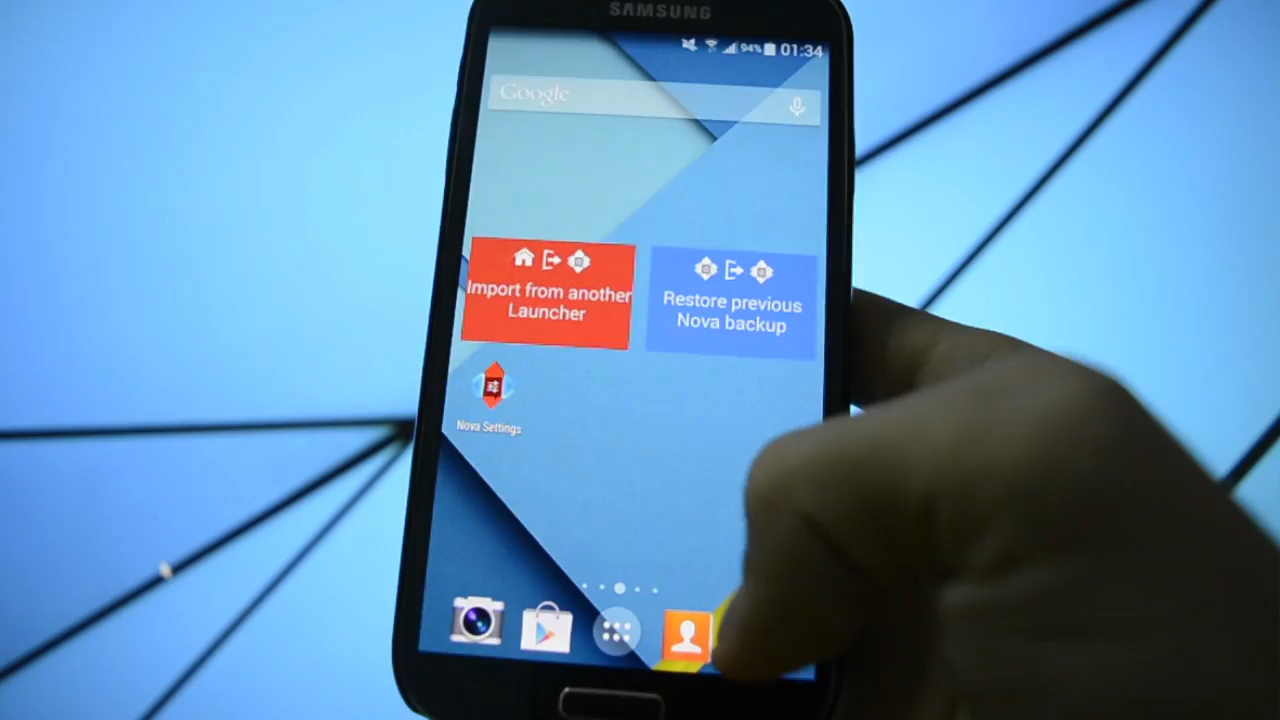 SAMSUNG
94% 01:34
Google
Import from another
Launcher
Restore previous
Nova backup
Nova Settings